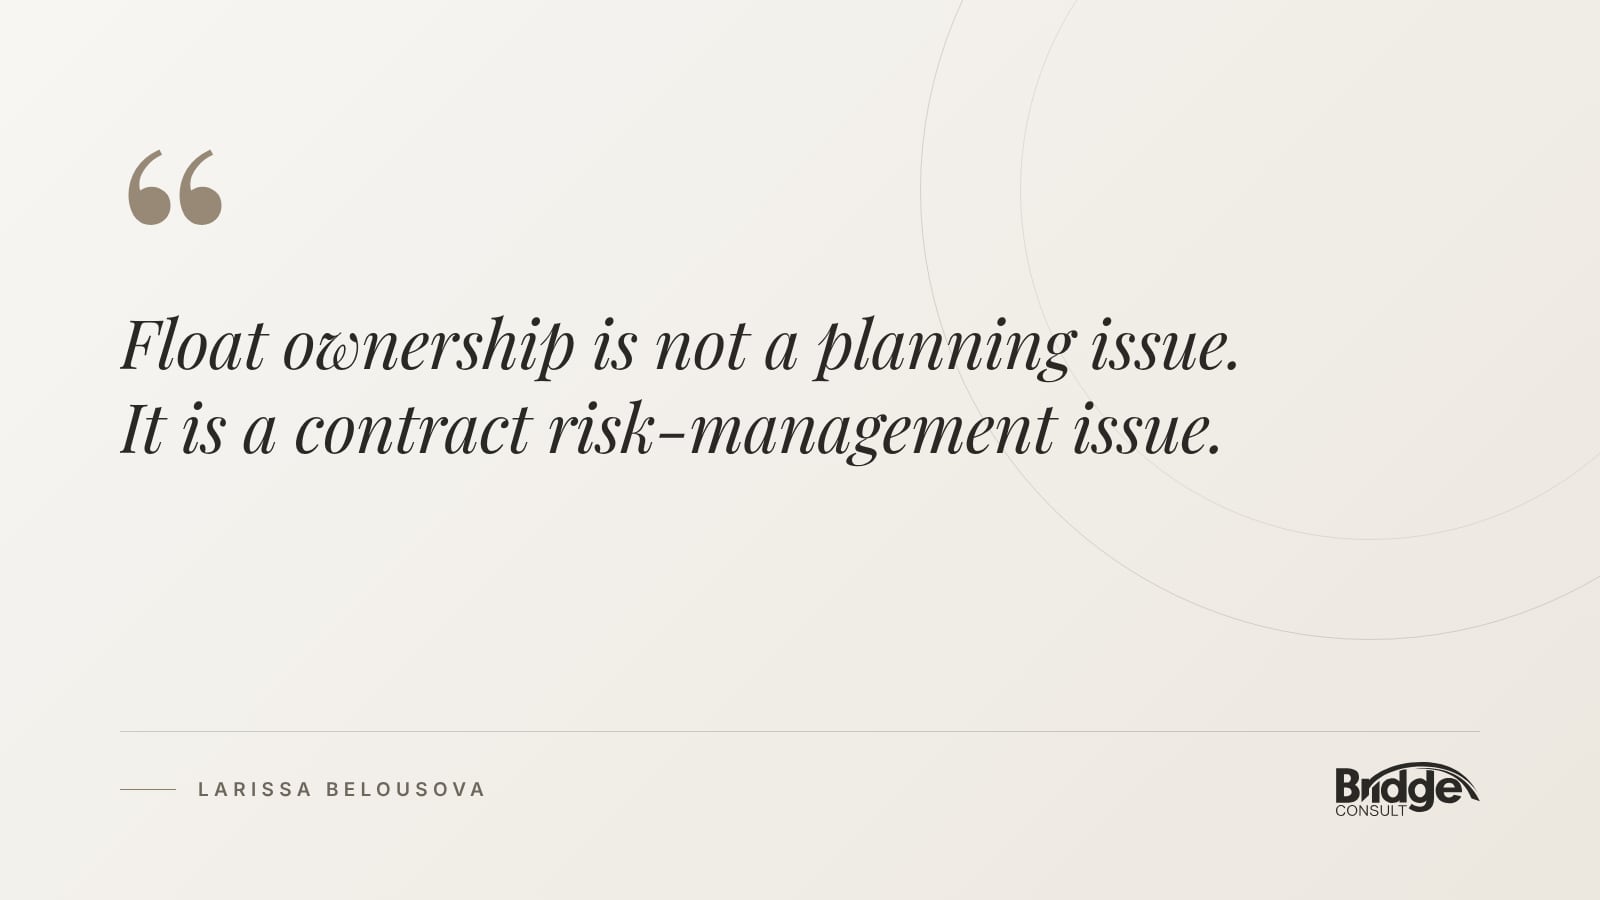 “
Float ownership is not a planning issue.
It is a contract risk-management issue.
LARISSA BELOUSOVA
Bridge
CONSULT